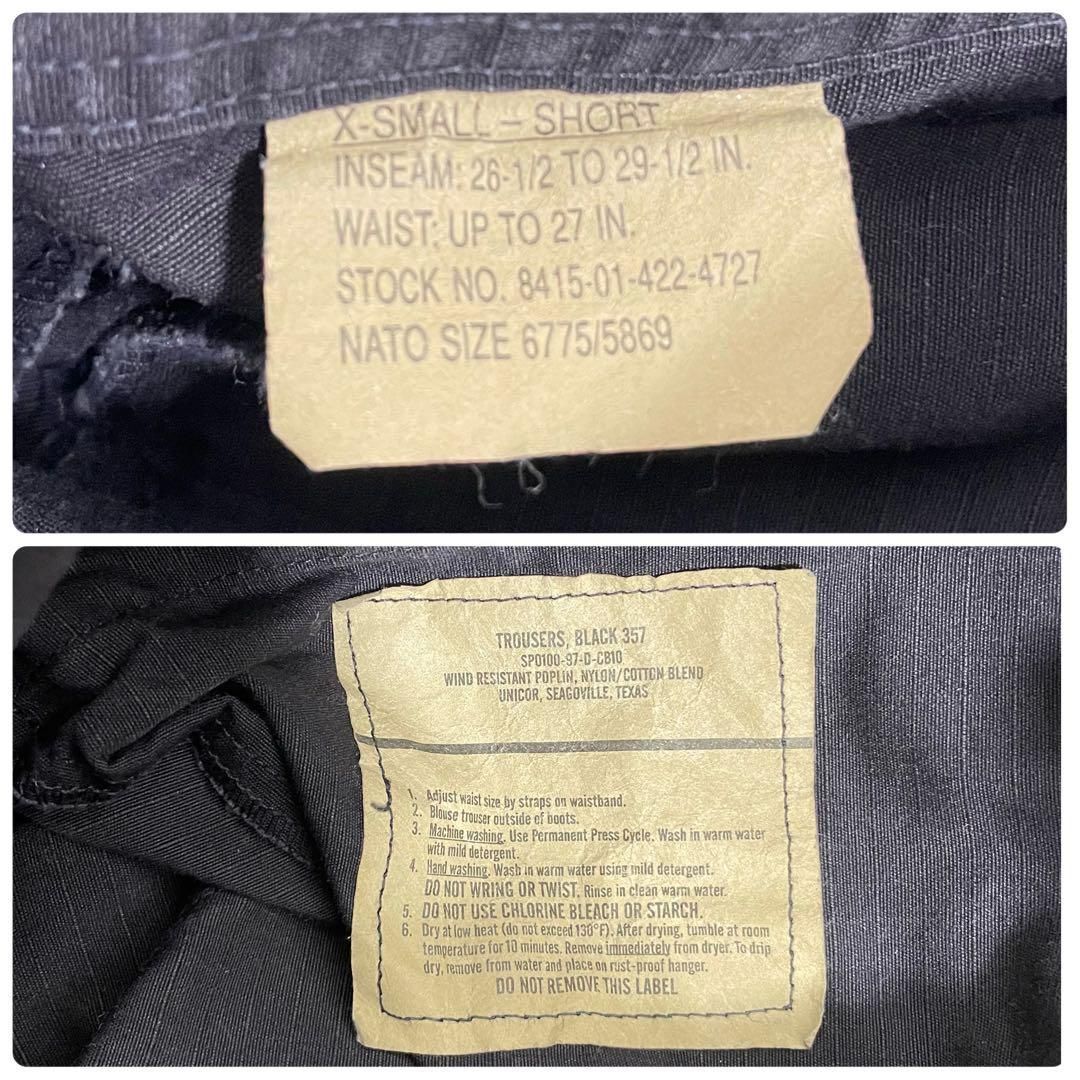 X-SMALL – SHORT
INSEAM: 26-1/2 TO 29-1/2 IN.
WAIST: UP TO 27 IN.
STOCK NO. 8415-01-422-4727
NATO SIZE 6775/5869
TROUSERS, BLACK 357
SPO100-97-D-CB10
WIND RESISTANT POPLIN, NYLON/COTTON BLEND
UNICOR, SEAGOVILLE, TEXAS
1. Adjust waist size by straps on waistband.
2. Blouse trouser outside of boots.
3. Machine washing. Use Permanent Press Cycle. Wash in warm water
with mild detergent.
4. Hand washing. Wash in warm water using mild detergent.
DO NOT WRING OR TWIST. Rinse in clean warm water.
5. DO NOT USE CHLORINE BLEACH OR STARCH.
6. Dry at low heat (do not exceed 130°F). After drying, tumble at room
temperature for 10 minutes. Remove immediately from dryer. To drip
dry, remove from water and place on rust-proof hanger.
DO NOT REMOVE THIS LABEL